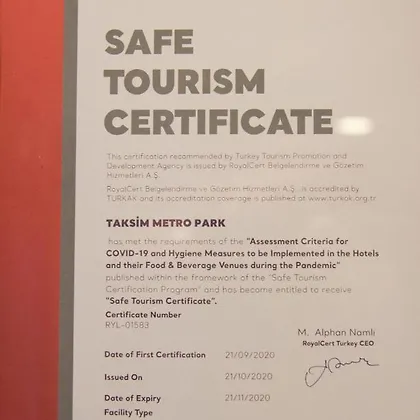 SAFE
TOURISM
CERTIFICATE
This certification recommended by Turkey Tourism Promotion and
Development Agency is issued by RoyalCert Belgelendirme ve Gözetim
Hizmetleri A.Ş.
RoyalCert Belgelendirme ve Gözetim Hizmetleri A.Ş., is accredited by
TURKAK and its accreditation coverage is published at www.turkak.org.tr
TAKSİM METRO PARK
has met the requirements of the "Assessment Criteria for
COVID-19 and Hygiene Measures to be Implemented in the Hotels
and their Food & Beverage Venues during the Pandemic"
published within the framework of the "Safe Tourism
Certification Program" and has become entitled to receive
"Safe Tourism Certificate".
Certificate Number
RYL-01583
M. Alphan Namlı
RoyalCert Turkey CEO
Date of First Certification 21/09/2020
Issued On 21/10/2020
Date of Expiry 21/11/2020
Facility Type